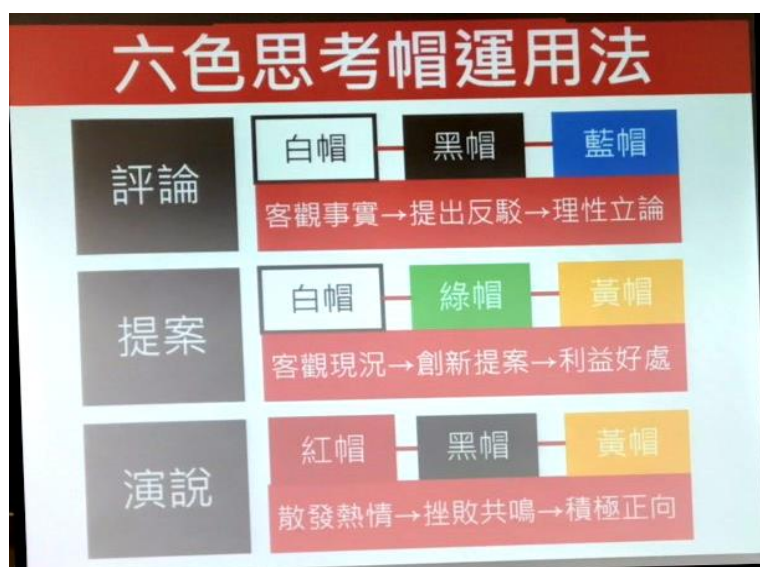 六色思考帽運用法
評論
白帽 黑帽 藍帽
客觀事實→提出反駁→理性立論
提案
白帽 綠帽 黃帽
客觀現況→創新提案→利益好處
演說
紅帽 黑帽 黃帽
散發熱情→挫敗共鳴→積極正向